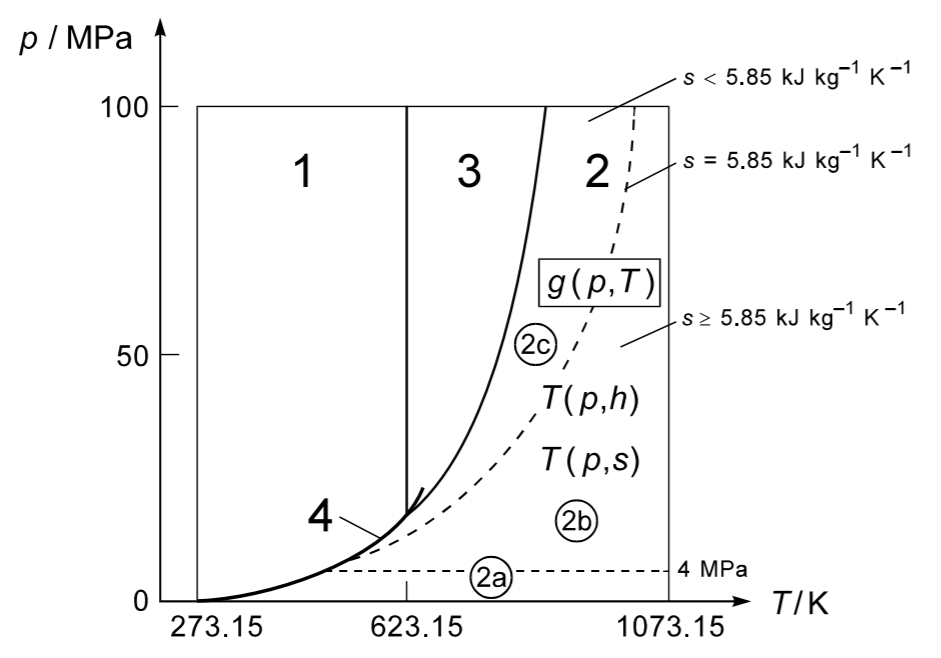 p / MPa
s < 5.85 kJ kg⁻¹ K⁻¹
100
1
3
2
s = 5.85 kJ kg⁻¹ K⁻¹
g(p,T)
s ≥ 5.85 kJ kg⁻¹ K⁻¹
50
2c
T(p,h)
T(p,s)
4
2b
2a
4 MPa
0
T/K
273.15
623.15
1073.15